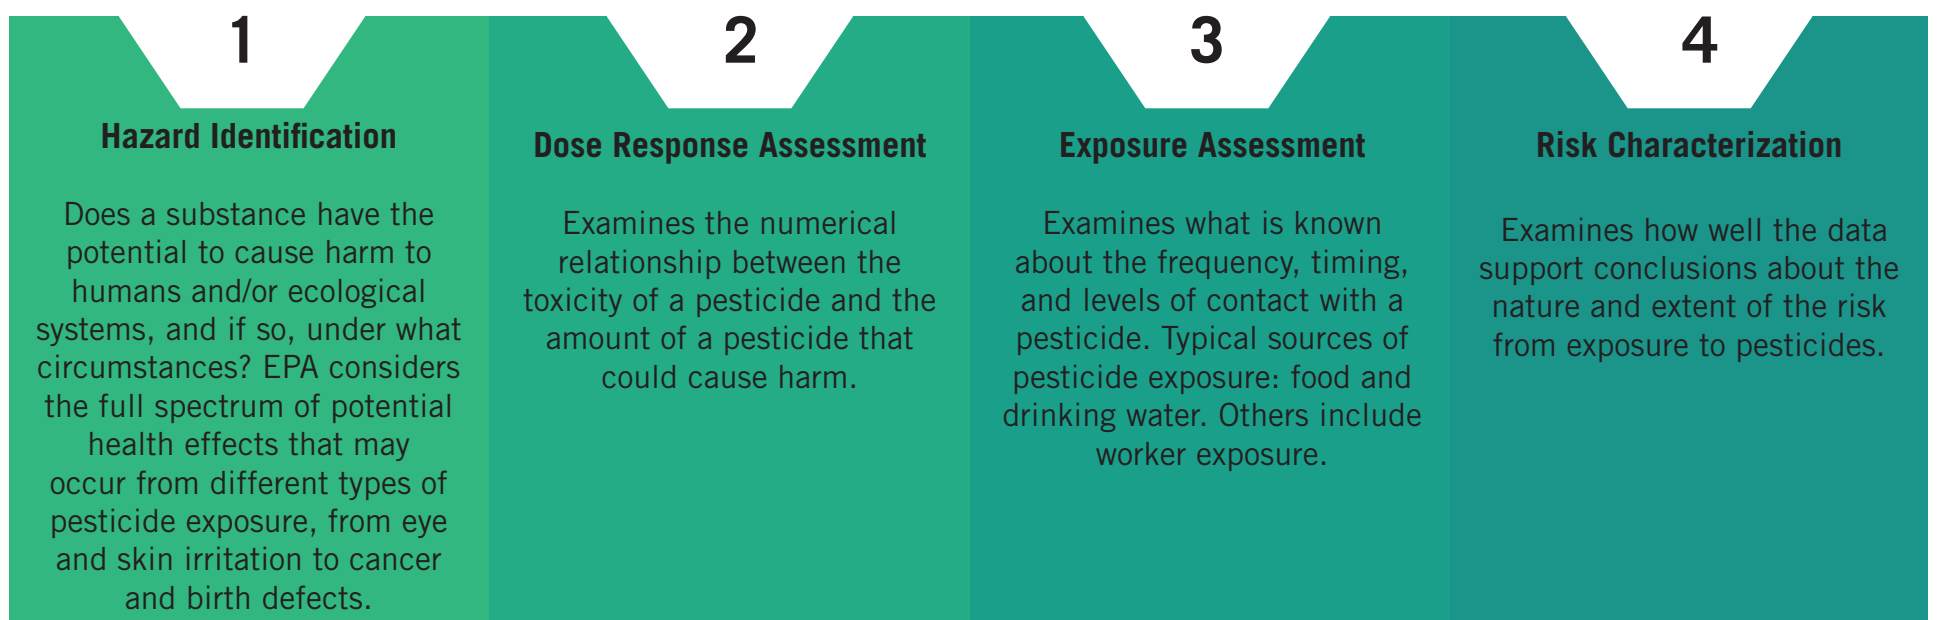 1
Hazard Identification
Does a substance have the
potential to cause harm to
humans and/or ecological
systems, and if so, under what
circumstances? EPA considers
the full spectrum of potential
health effects that may
occur from different types of
pesticide exposure, from eye
and skin irritation to cancer
and birth defects.
2
Dose Response Assessment
Examines the numerical
relationship between the
toxicity of a pesticide and the
amount of a pesticide that
could cause harm.
3
Exposure Assessment
Examines what is known
about the frequency, timing,
and levels of contact with a
pesticide. Typical sources of
pesticide exposure: food and
drinking water. Others include
worker exposure.
4
Risk Characterization
Examines how well the data
support conclusions about the
nature and extent of the risk
from exposure to pesticides.